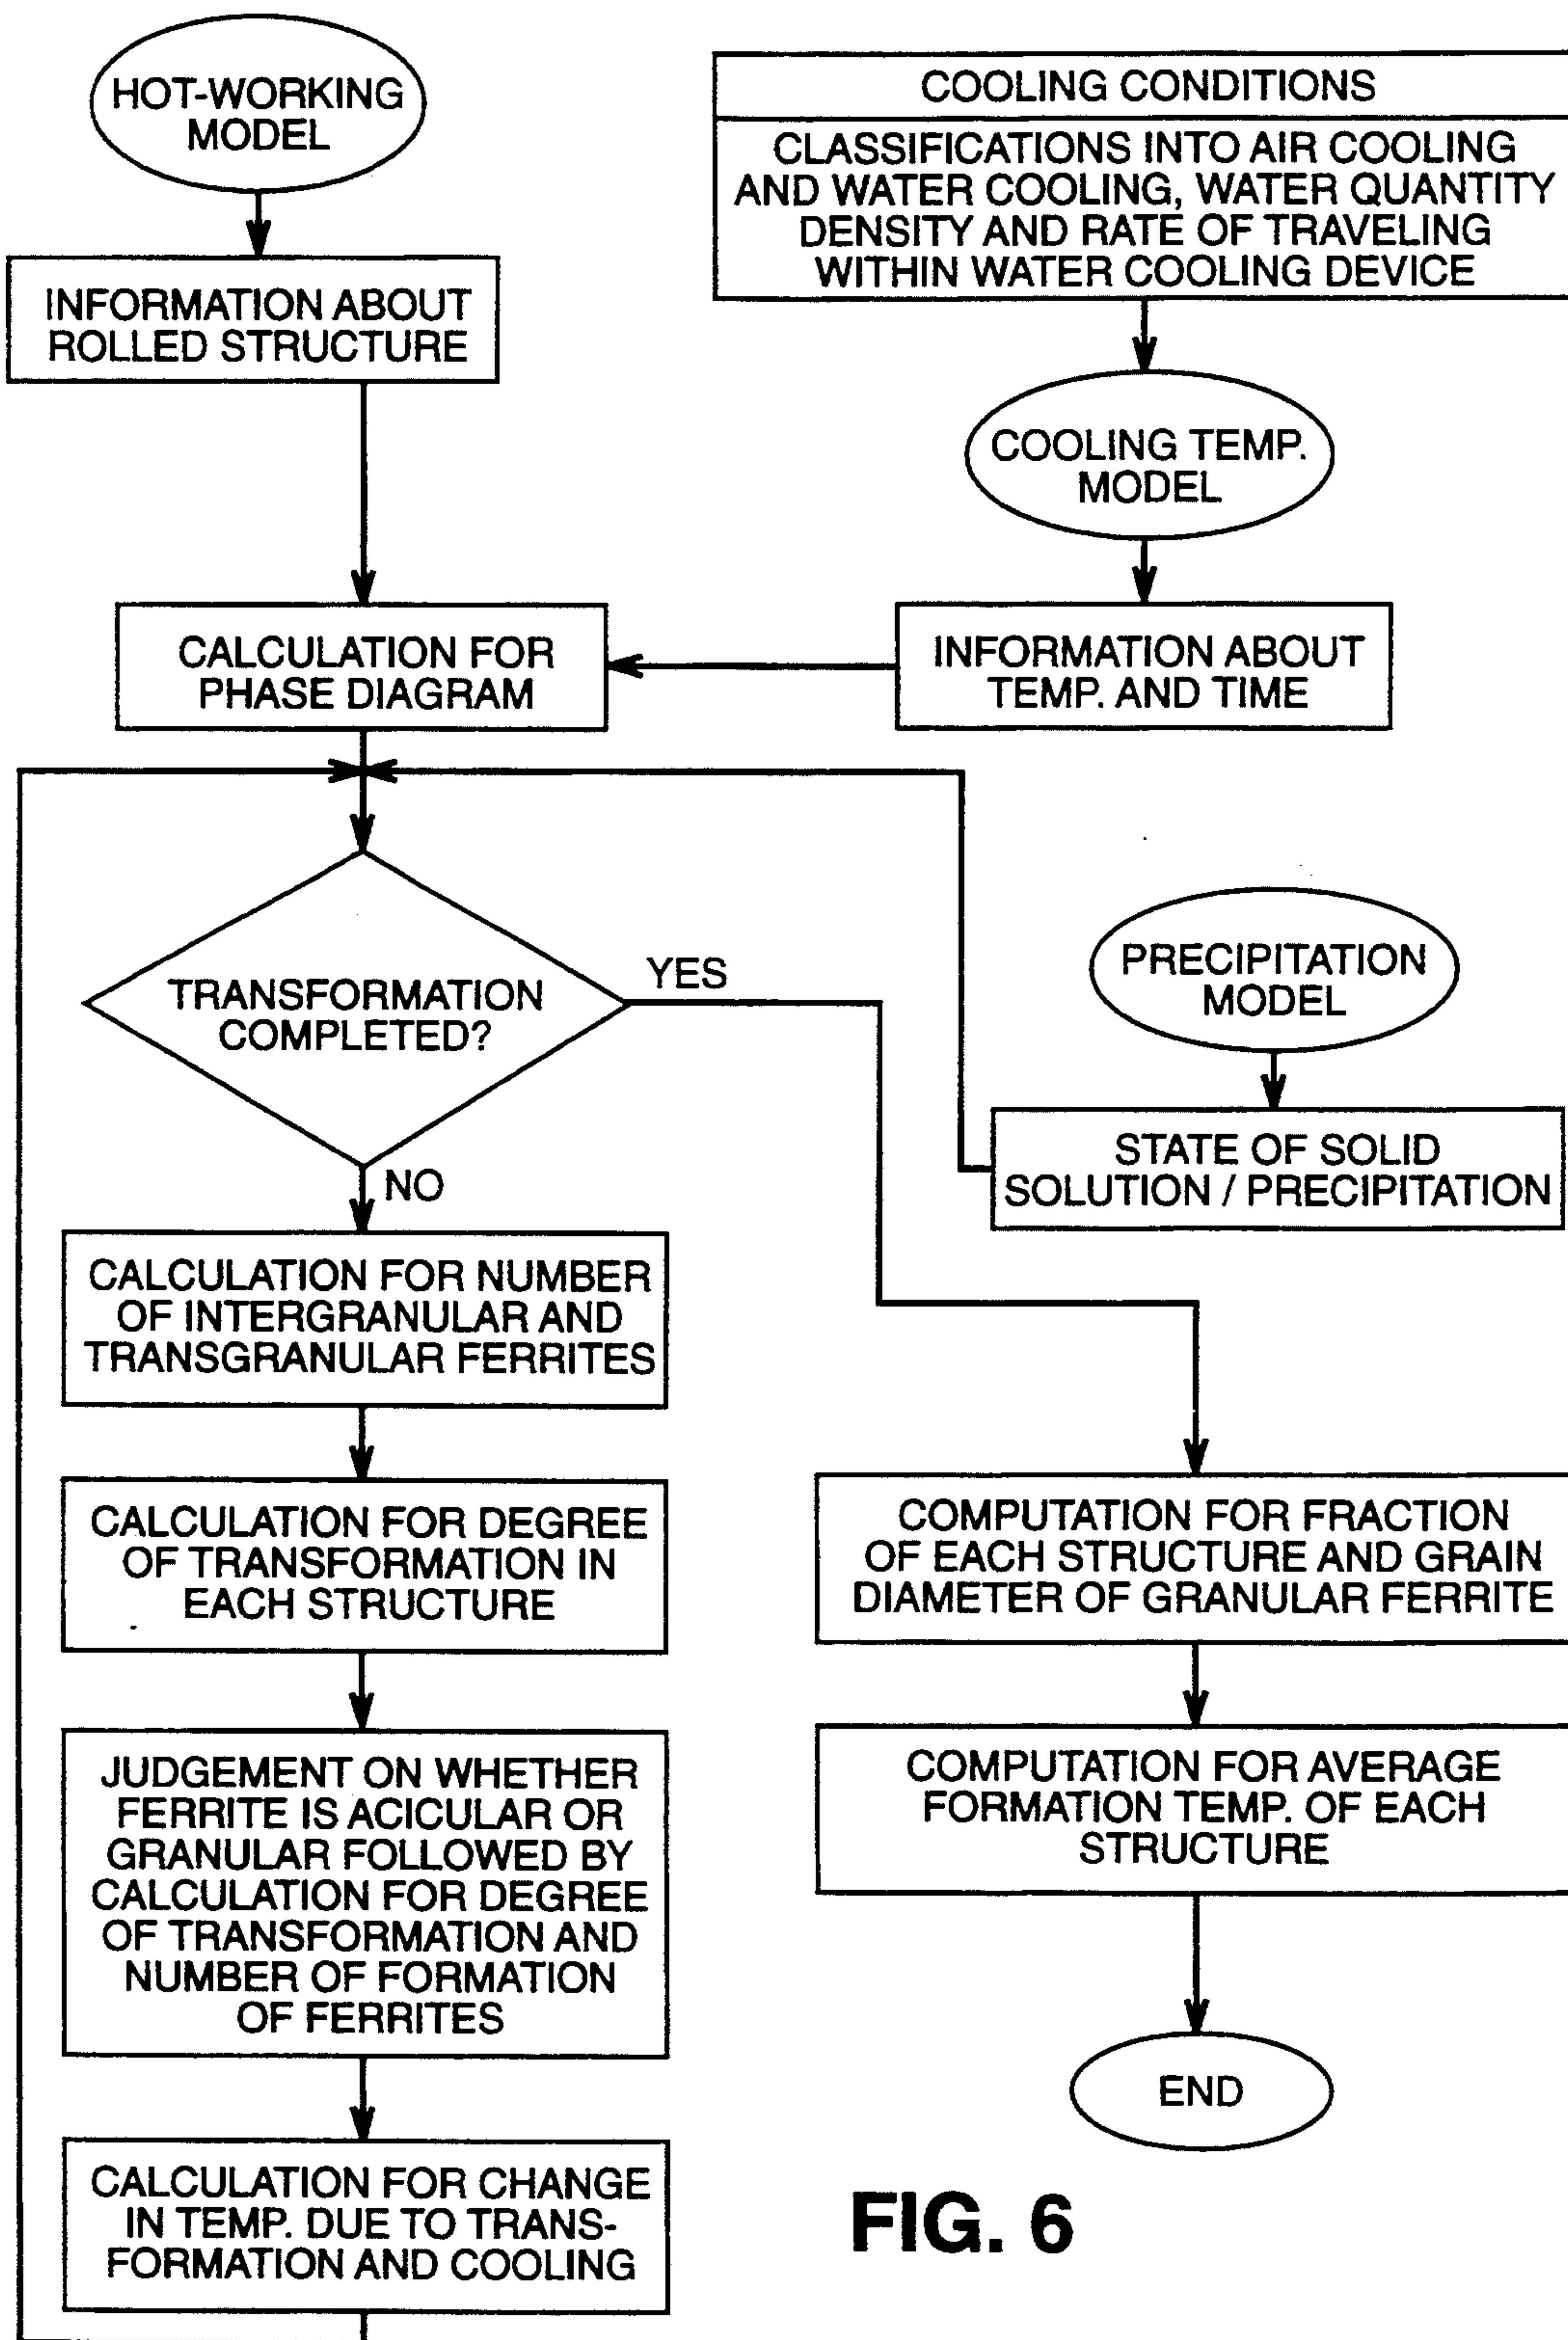 HOT-WORKING
MODEL
COOLING CONDITIONS
CLASSIFICATIONS INTO AIR COOLING
AND WATER COOLING, WATER QUANTITY
DENSITY AND RATE OF TRAVELING
WITHIN WATER COOLING DEVICE
INFORMATION ABOUT
ROLLED STRUCTURE
COOLING TEMP.
MODEL
CALCULATION FOR
PHASE DIAGRAM
INFORMATION ABOUT
TEMP. AND TIME
TRANSFORMATION
COMPLETED?
YES
NO
PRECIPITATION
MODEL
STATE OF SOLID
SOLUTION / PRECIPITATION
CALCULATION FOR NUMBER
OF INTERGRANULAR AND
TRANSGRANULAR FERRITES
CALCULATION FOR DEGREE
OF TRANSFORMATION IN
EACH STRUCTURE
JUDGEMENT ON WHETHER
FERRITE IS ACICULAR OR
GRANULAR FOLLOWED BY
CALCULATION FOR DEGREE
OF TRANSFORMATION AND
NUMBER OF FORMATION
OF FERRITES
CALCULATION FOR CHANGE
IN TEMP. DUE TO TRANS-
FORMATION AND COOLING
COMPUTATION FOR FRACTION
OF EACH STRUCTURE AND GRAIN
DIAMETER OF GRANULAR FERRITE
COMPUTATION FOR AVERAGE
FORMATION TEMP. OF EACH
STRUCTURE
END
FIG. 6